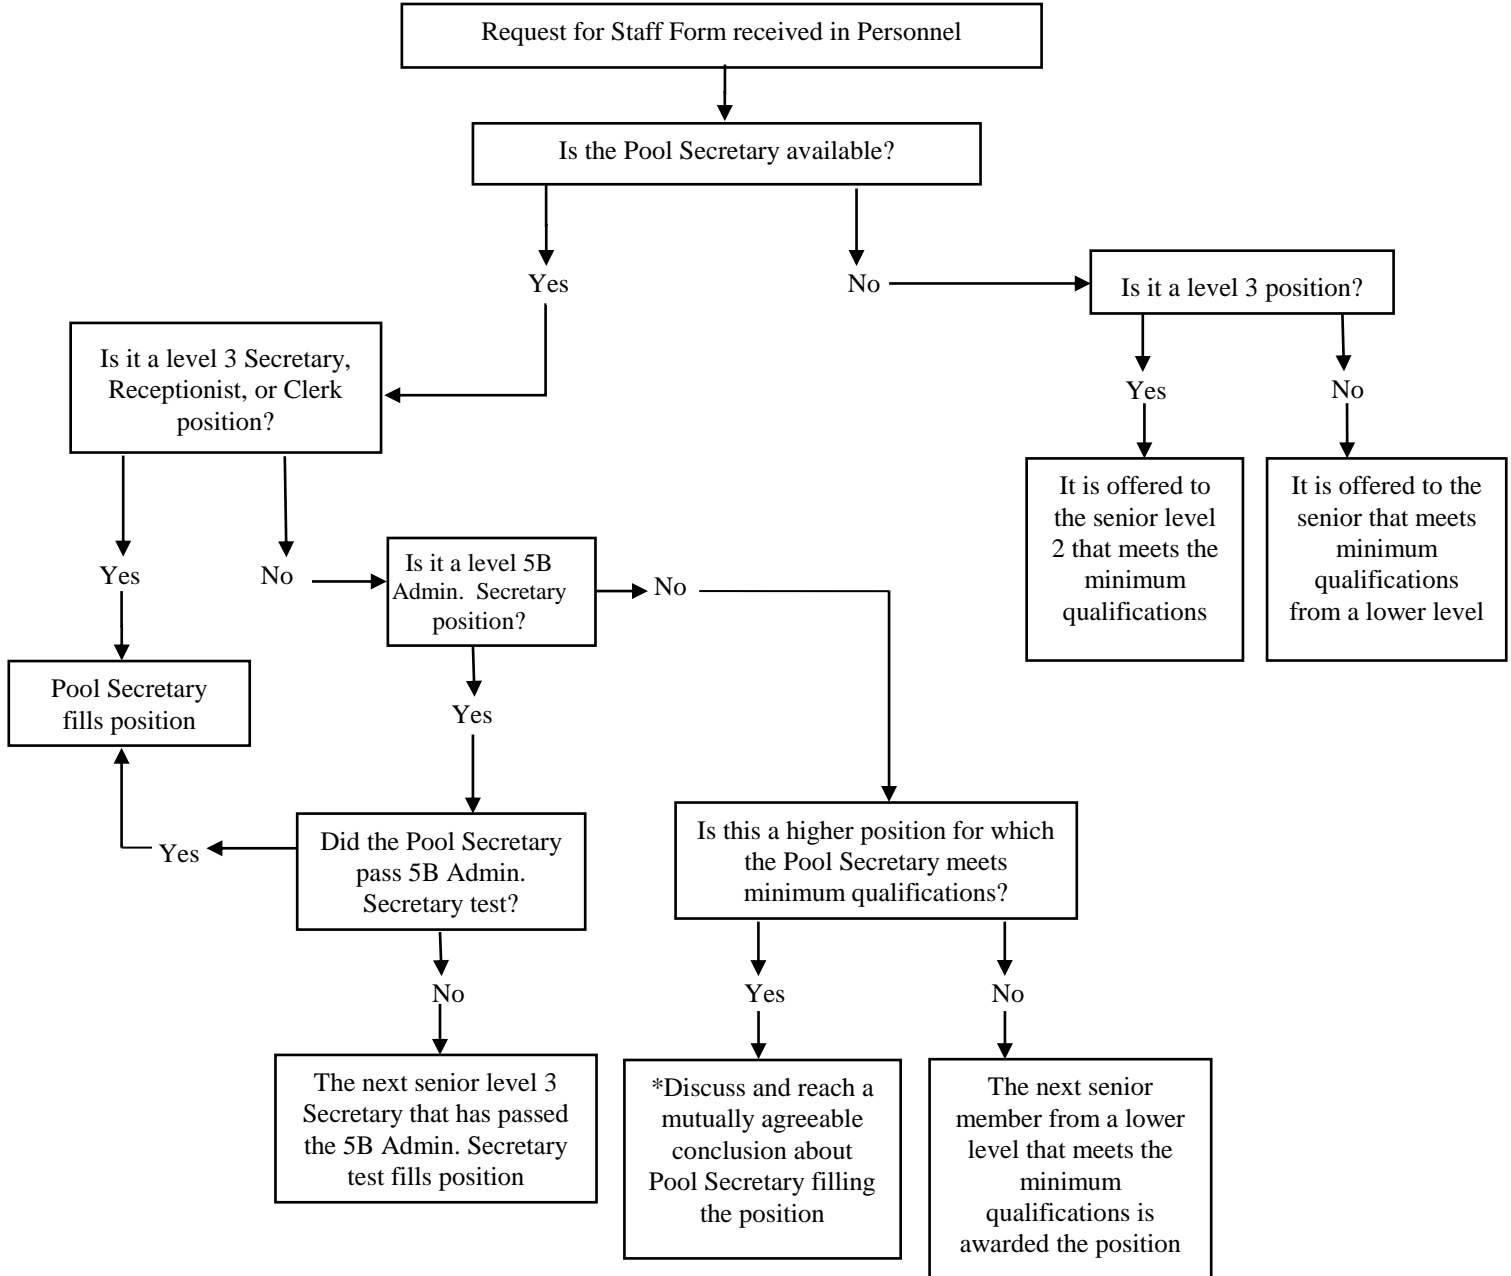 Request for Staff Form received in Personnel
Is the Pool Secretary available?
Yes
No
Is it a level 3 position?
Is it a level 3 Secretary,
Receptionist, or Clerk
position?
Yes
No
It is offered to
the senior level
2 that meets the
minimum
qualifications
It is offered to the
senior that meets
minimum
qualifications
from a lower level
Yes
No
Is it a level 5B
Admin. Secretary
position?
No
Pool Secretary
fills position
Yes
Did the Pool Secretary
pass 5B Admin.
Secretary test?
Yes
Is this a higher position for which
the Pool Secretary meets
minimum qualifications?
No
Yes
No
The next senior level 3
Secretary that has passed
the 5B Admin. Secretary
test fills position
*Discuss and reach a
mutually agreeable
conclusion about
Pool Secretary filling
the position
The next senior
member from a lower
level that meets the
minimum
qualifications is
awarded the position